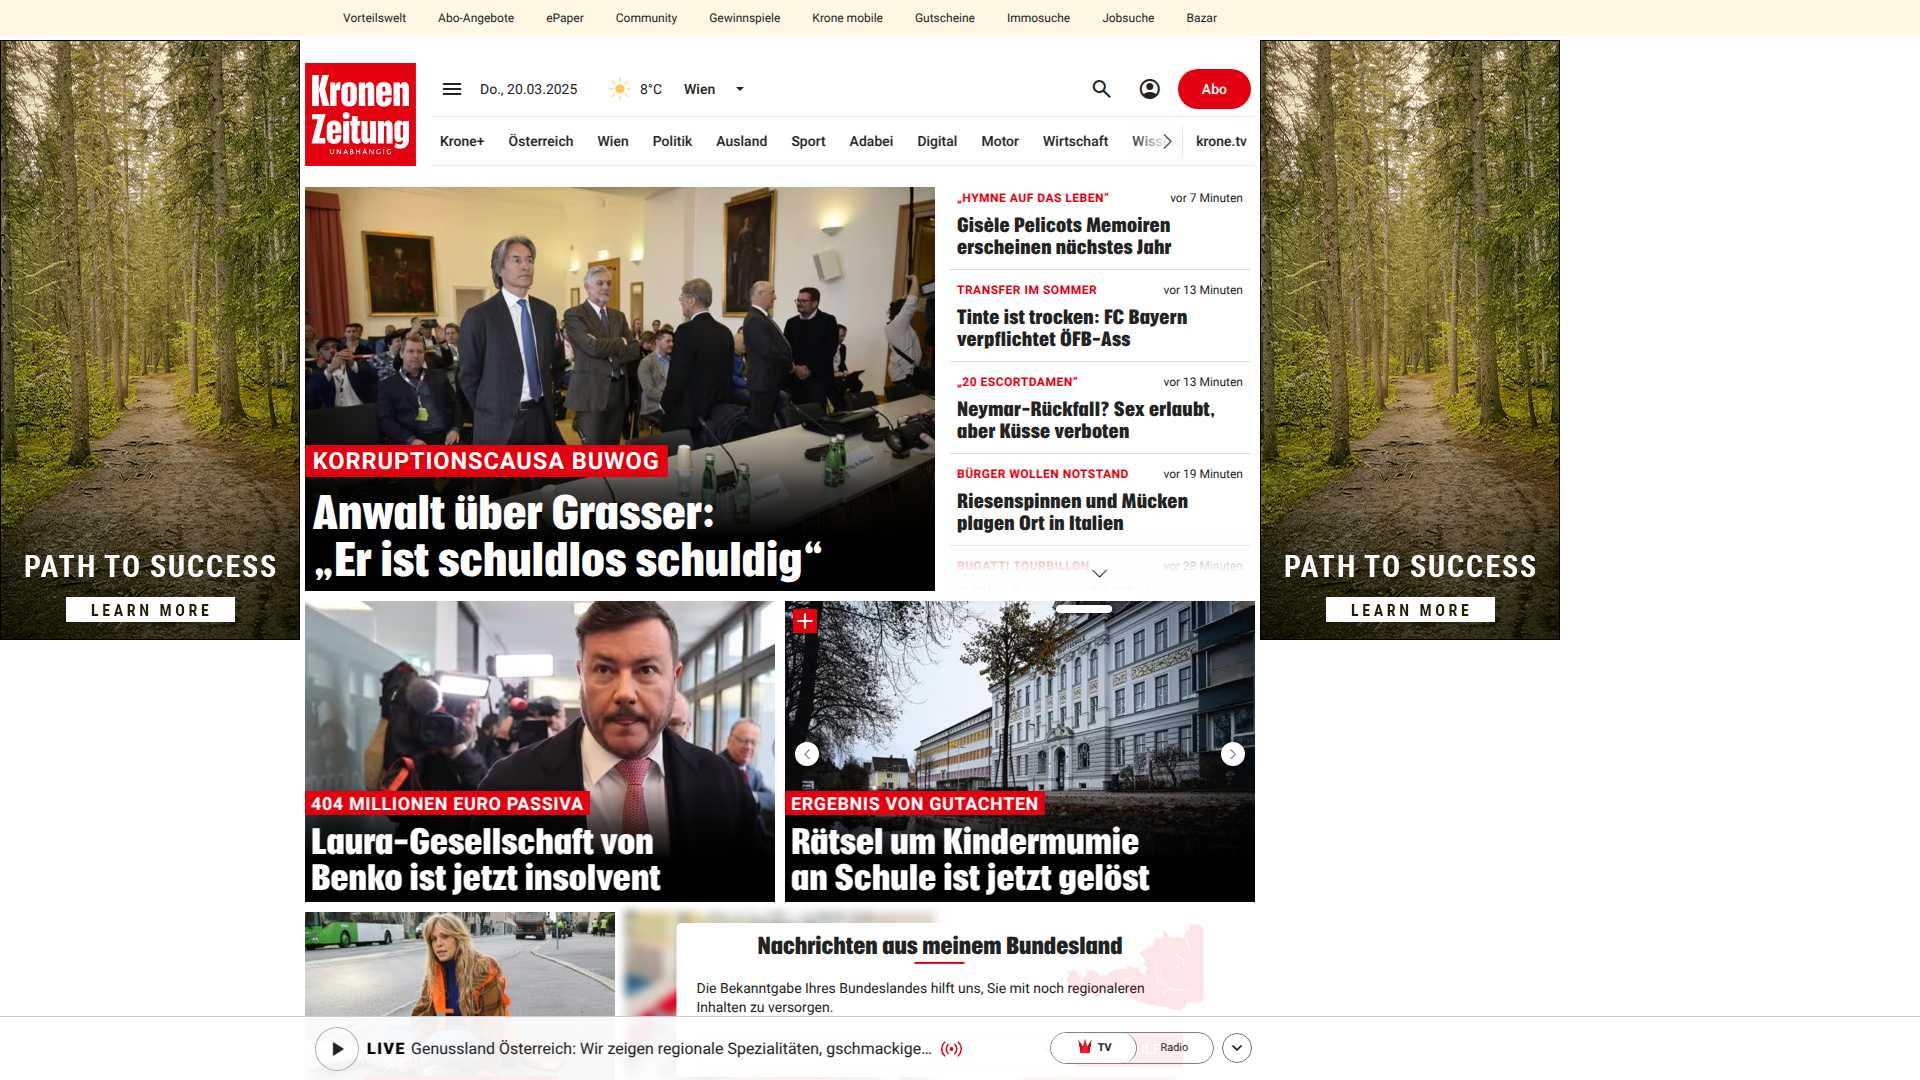 Vorteilswelt
Abo-Angebote
ePaper
Community
Gewinnspiele
Krone mobile
Gutscheine
Immosuche
Jobsuche
Bazar
Kronen
Zeitung
UNABHÄNGIG
Do., 20.03.2025
8°C
Wien
Abo
Krone+
Österreich
Wien
Politik
Ausland
Sport
Adabei
Digital
Motor
Wirtschaft
Wiss
krone.tv
PATH TO SUCCESS
LEARN MORE
KORRUPTIONSCAUSA BUWOG
Anwalt über Grasser:
„Er ist schuldlos schuldig“
„HYMNE AUF DAS LEBEN“
vor 7 Minuten
Gisèle Pelicots Memoiren
erscheinen nächstes Jahr
TRANSFER IM SOMMER
vor 13 Minuten
Tinte ist trocken: FC Bayern
verpflichtet ÖFB-Ass
„20 ESCORTDAMEN“
vor 13 Minuten
Neymar-Rückfall? Sex erlaubt,
aber Küsse verboten
BÜRGER WOLLEN NOTSTAND
vor 19 Minuten
Riesenspinnen und Mücken
plagen Ort in Italien
BUGATTI TOURBILLON
vor 28 Minuten
PATH TO SUCCESS
LEARN MORE
404 MILLIONEN EURO PASSIVA
Laura-Gesellschaft von
Benko ist jetzt insolvent
ERGEBNIS VON GUTACHTEN
Rätsel um Kindermumie
an Schule ist jetzt gelöst
Nachrichten aus meinem Bundesland
Die Bekanntgabe Ihres Bundeslandes hilft uns, Sie mit noch regionaleren
Inhalten zu versorgen.
LIVE Genussland Österreich: Wir zeigen regionale Spezialitäten, gschmackige...
TV
Radio